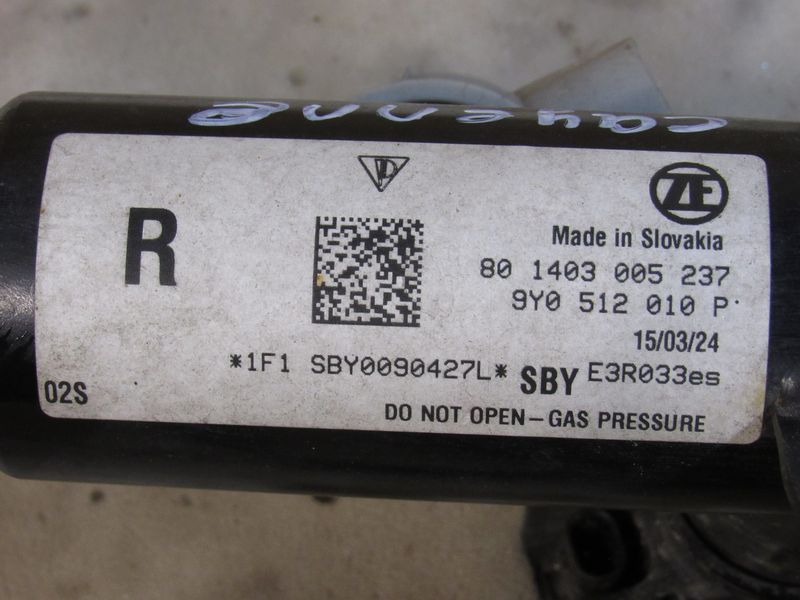 cayenne
R
ZF
Made in Slovakia
80 1403 005 237
9Y0 512 010 P
15/03/24
*1F1 SBY0090427L* SBY E3R033es
02S
DO NOT OPEN-GAS PRESSURE